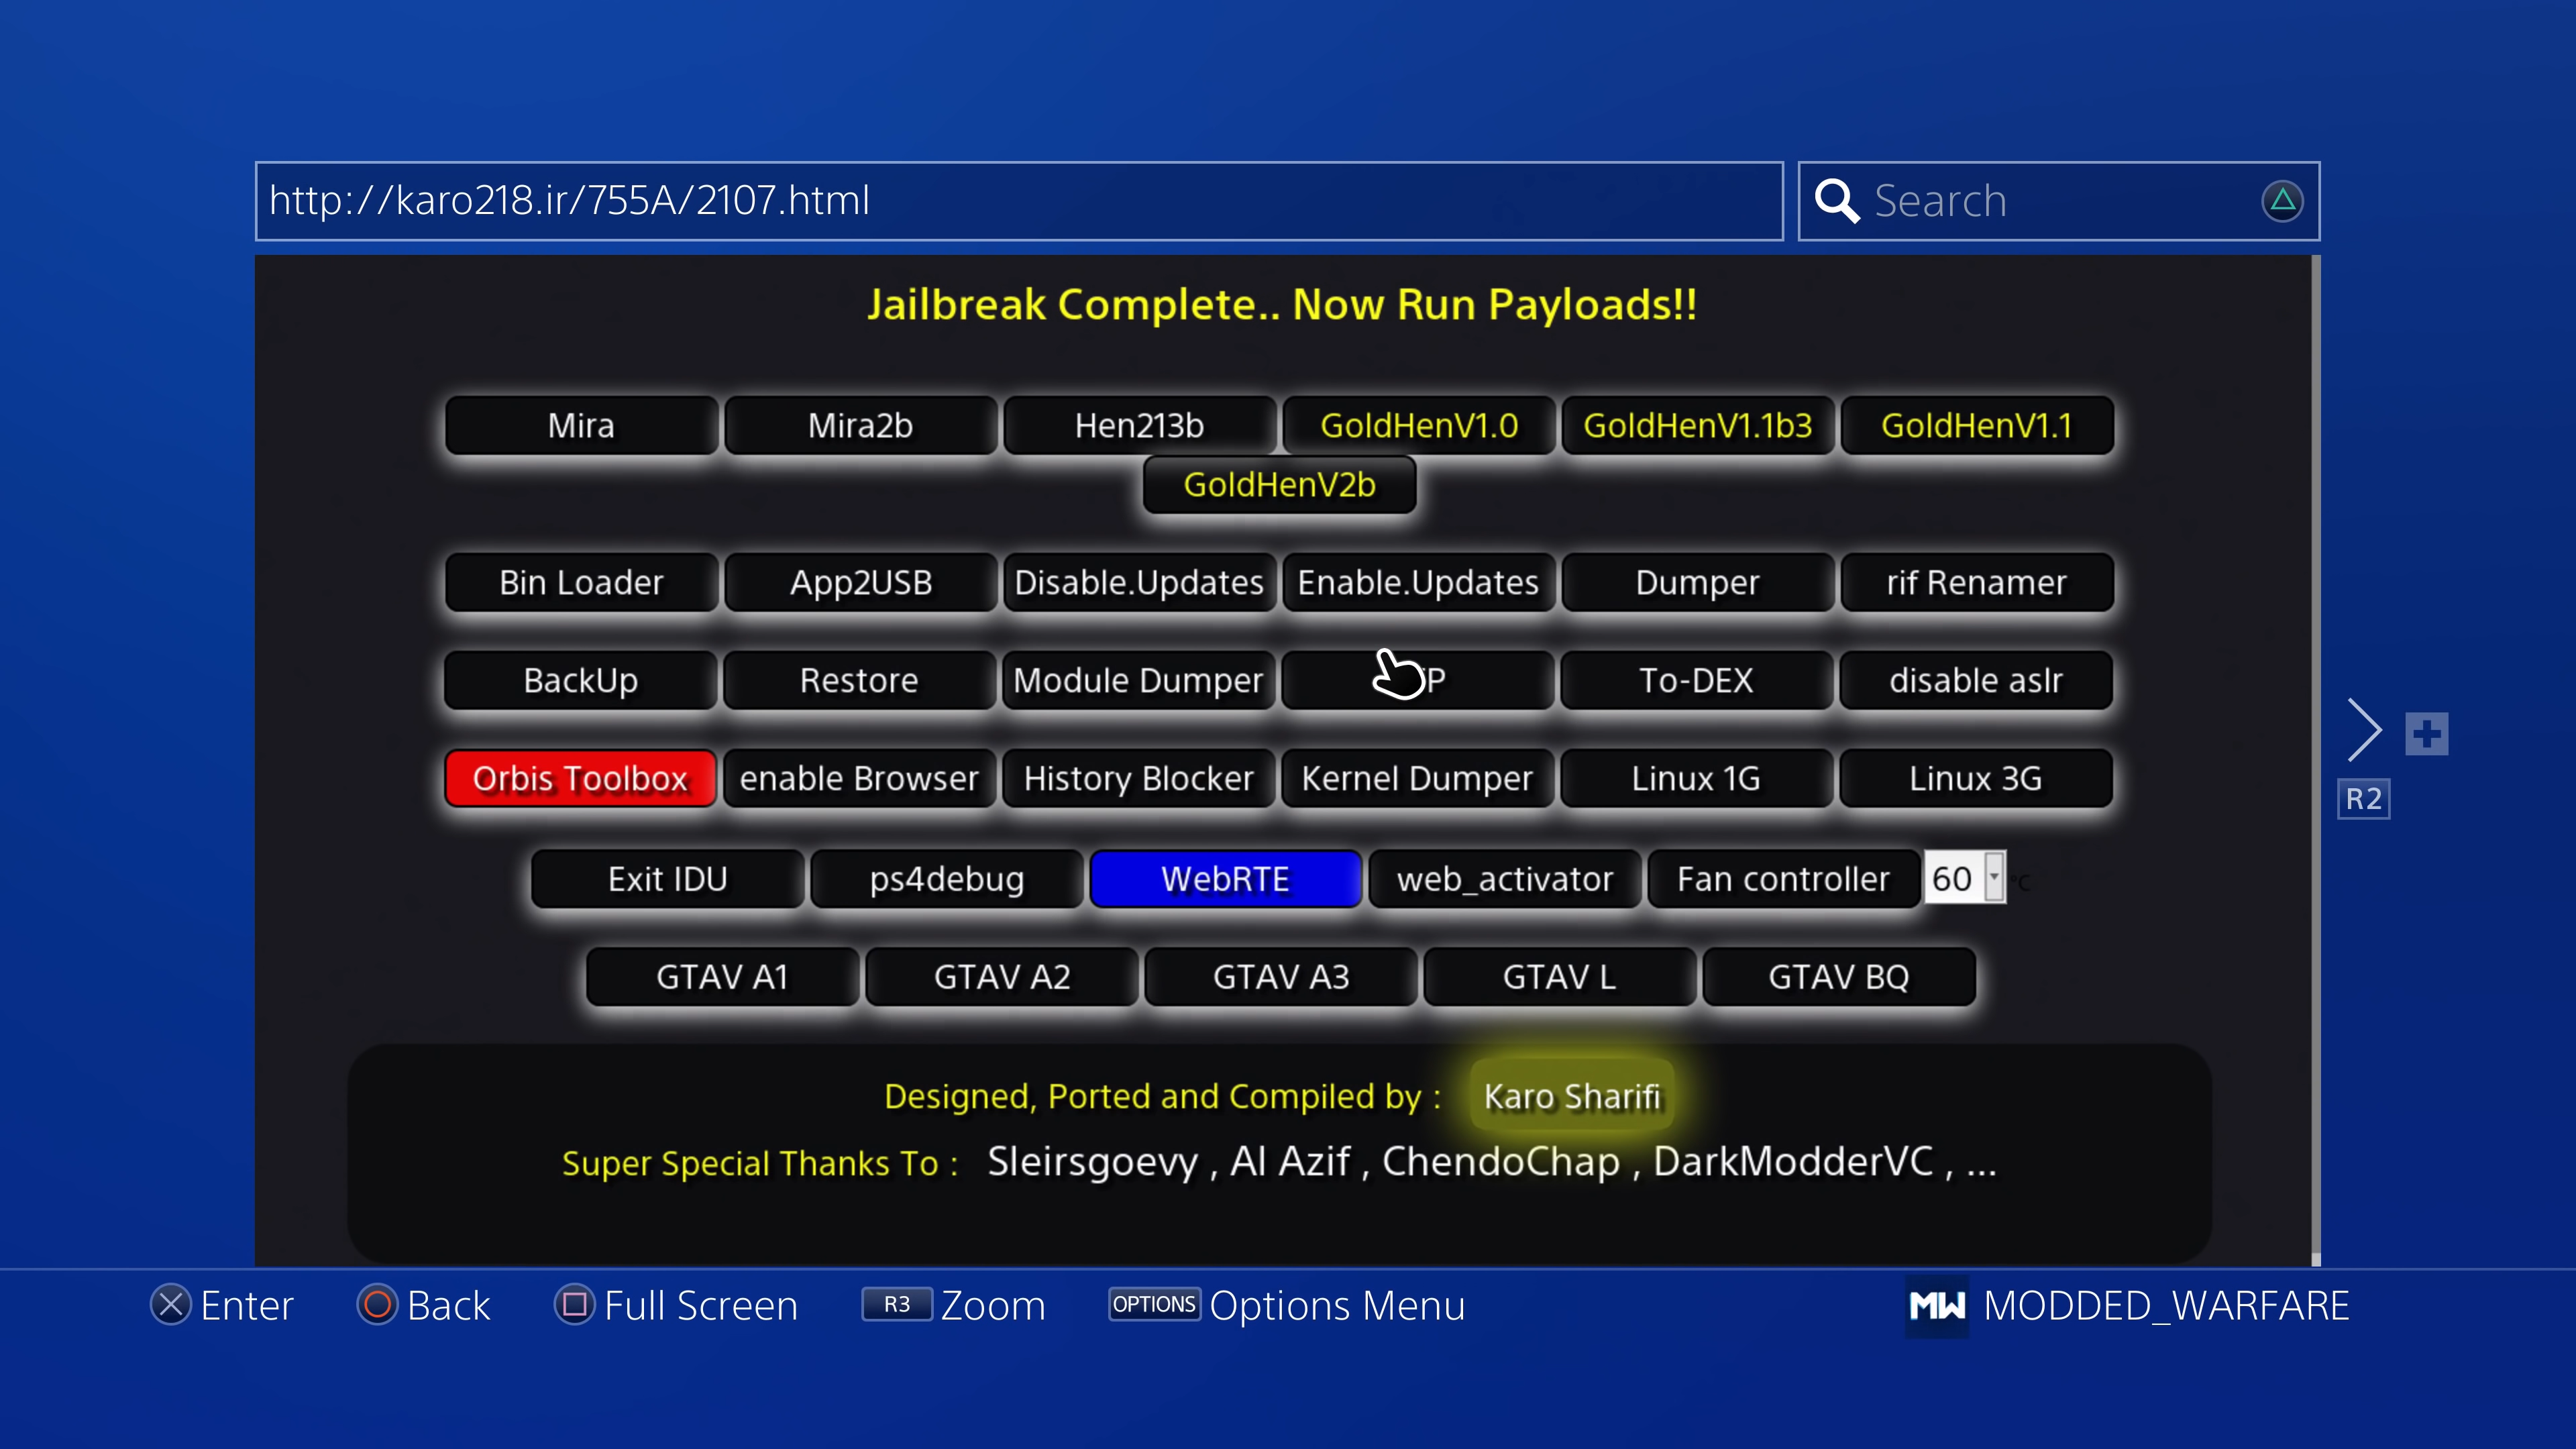 http://karo218.ir/755A/2107.html
Search
Jailbreak Complete.. Now Run Payloads!!
Mira Mira2b Hen213b GoldHenV1.0 GoldHenV1.1b3 GoldHenV1.1
GoldHenV2b
Bin Loader App2USB Disable.Updates Enable.Updates Dumper rif Renamer
BackUp Restore Module Dumper To-DEX disable aslr
Orbis Toolbox enable Browser History Blocker Kernel Dumper Linux 1G Linux 3G
R2
Exit IDU ps4debug WebRTE web_activator Fan controller 60 °C
GTAV A1 GTAV A2 GTAV A3 GTAV L GTAV BQ
Designed, Ported and Compiled by : Karo Sharifi
Super Special Thanks To : Sleirsgoevy , Al Azif , ChendoChap , DarkModderVC , ...
Enter Back Full Screen R3 Zoom OPTIONS Options Menu MW MODDED_WARFARE